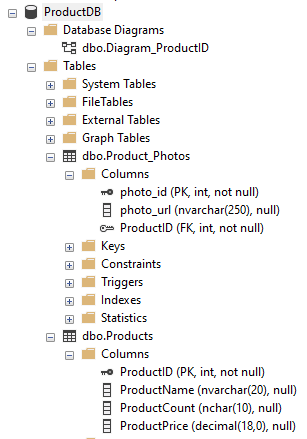 ProductDB
Database Diagrams
dbo.Diagram_ProductID
Tables
System Tables
FileTables
External Tables
Graph Tables
dbo.Product_Photos
Columns
photo_id (PK, int, not null)
photo_url (nvarchar(250), null)
ProductID (FK, int, not null)
Keys
Constraints
Triggers
Indexes
Statistics
dbo.Products
Columns
ProductID (PK, int, not null)
ProductName (nvarchar(20), null)
ProductCount (nchar(10), null)
ProductPrice (decimal(18,0), null)